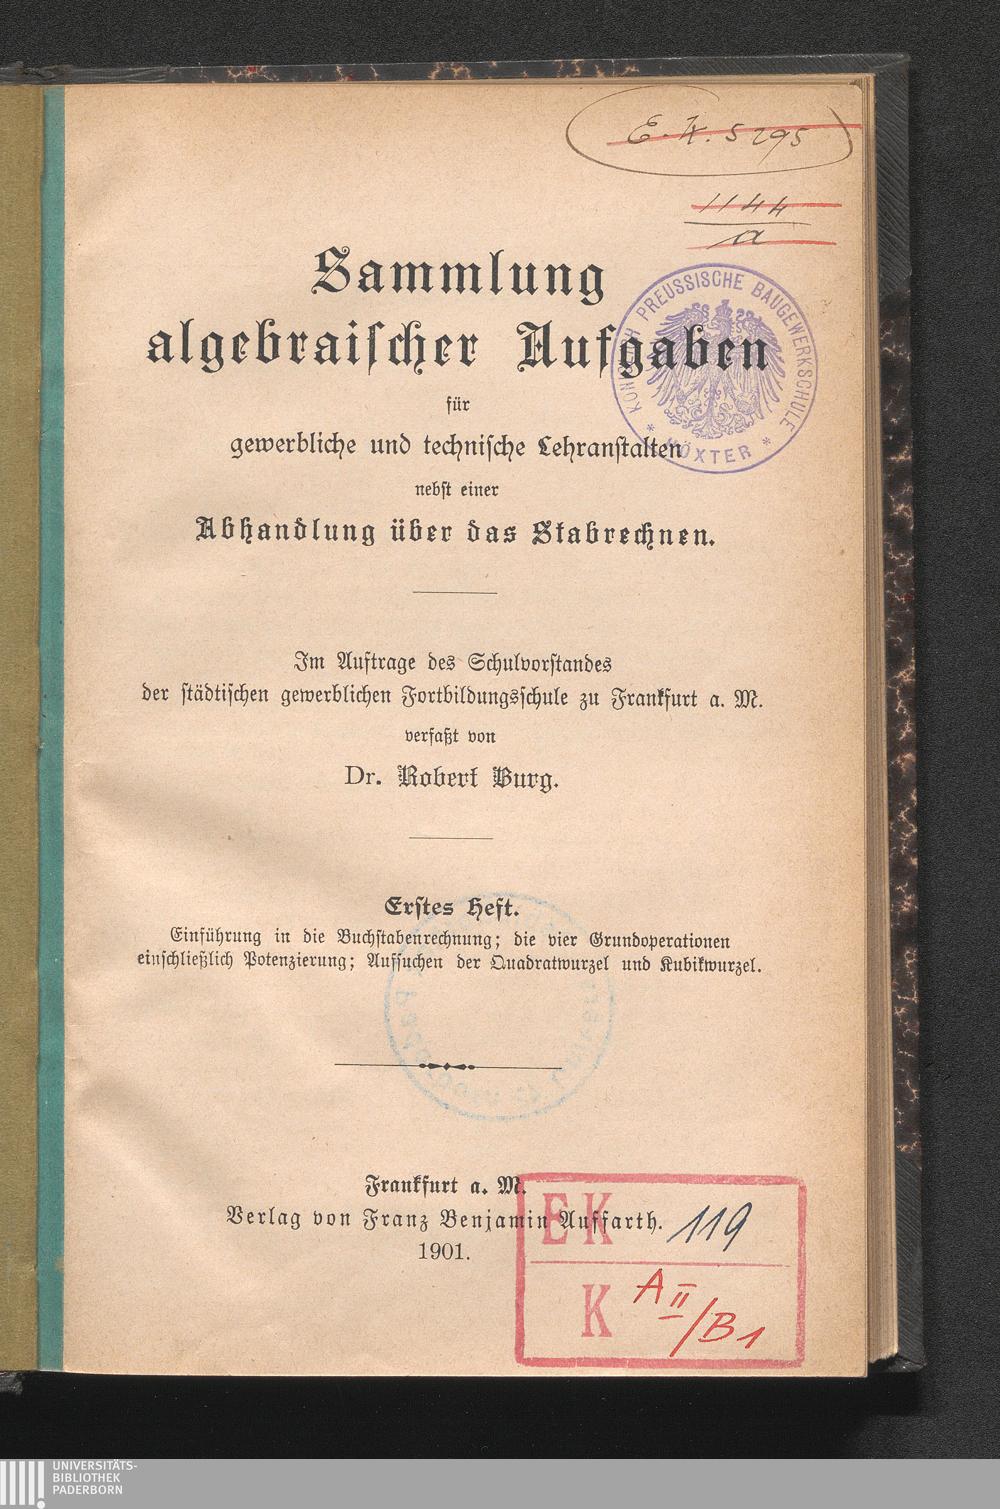 E. K. 5295
1144
a
Sammlung
algebraiſcher Aufgaben
für
gewerbliche und techniſche Lehranſtalten
nebſt einer
Abhandlung über das Stabrechnen.
PREUSSISCHE BAUGEWERKSCHULE
* HÖXTER *
Im Auftrage des Schulvorſtandes
der ſtädtiſchen gewerblichen Fortbildungsſchule zu Frankfurt a. M.
verfaßt von
Dr. Robert Burg.
Erſtes Heft.
Einführung in die Buchſtabenrechnung; die vier Grundoperationen
einſchließlich Potenzierung; Aufſuchen der Quadratwurzel und Kubikwurzel.
Frankfurt a. M.
Verlag von Franz Benjamin Auffarth.
1901.
EK 119
K A II/B1
UNIVERSITÄTS-
BIBLIOTHEK
PADERBORN